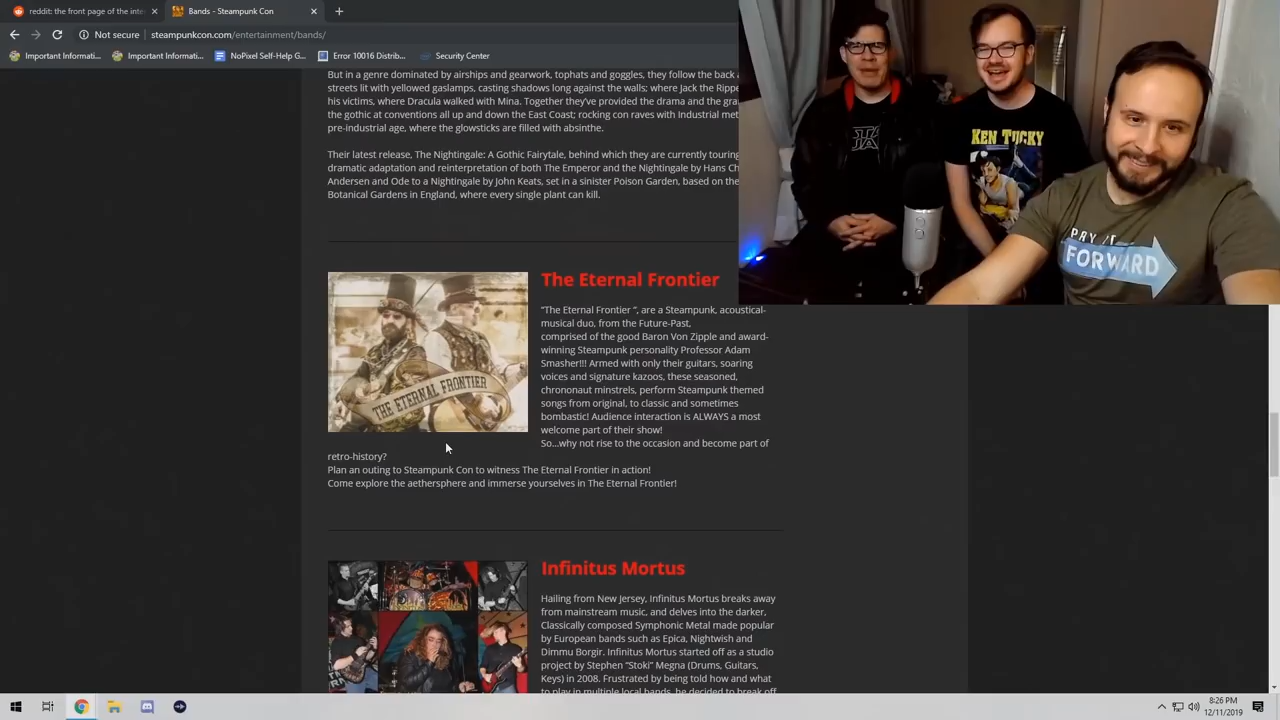 reddit: the front page of the inte
Bands - Steampunk Con
Not secure | steampunkcon.com/entertainment/bands/
Important Informati...
Important Informati...
NoPixel Self-Help G...
Error 10016 Distrib...
Security Center
But in a genre dominated by airships and gearwork, tophats and goggles, they follow the back a
streets lit with yellowed gaslamps, casting shadows long against the walls; where Jack the Rippe
his victims, where Dracula walked with Mina. Together they've provided the drama and the gra
the gothic at conventions all up and down the East Coast; rocking con raves with Industrial met
pre-industrial age, where the glowsticks are filled with absinthe.
Their latest release, The Nightingale: A Gothic Fairytale, behind which they are currently touring
dramatic adaptation and reinterpretation of both The Emperor and the Nightingale by Hans Ch
Andersen and Ode to a Nightingale by John Keats, set in a sinister Poison Garden, based on the
Botanical Gardens in England, where every single plant can kill.
KEN TUCKY
PAY IT
FORWARD
The Eternal Frontier
THE ETERNAL FRONTIER
"The Eternal Frontier ", are a Steampunk, acoustical-
musical duo, from the Future-Past,
comprised of the good Baron Von Zipple and award-
winning Steampunk personality Professor Adam
Smasher!!! Armed with only their guitars, soaring
voices and signature kazoos, these seasoned,
chrononaut minstrels, perform Steampunk themed
songs from original, to classic and sometimes
bombastic! Audience interaction is ALWAYS a most
welcome part of their show!
So...why not rise to the occasion and become part of
retro-history?
Plan an outing to Steampunk Con to witness The Eternal Frontier in action!
Come explore the aethersphere and immerse yourselves in The Eternal Frontier!
Infinitus Mortus
Hailing from New Jersey, Infinitus Mortus breaks away
from mainstream music, and delves into the darker,
Classically composed Symphonic Metal made popular
by European bands such as Epica, Nightwish and
Dimmu Borgir. Infinitus Mortus started off as a studio
project by Stephen "Stoki" Megna (Drums, Guitars,
Keys) in 2008. Frustrated by being told how and what
to play in multiple local bands, he decided to break off
8:26 PM
12/11/2019